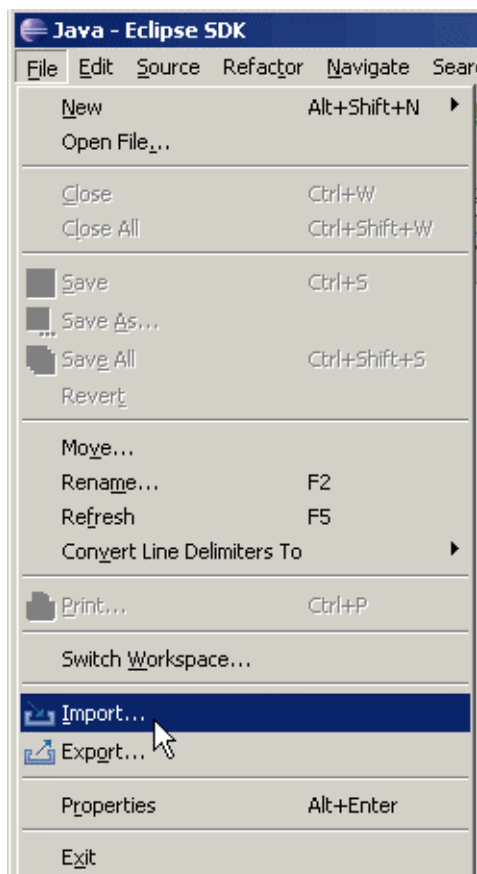 Java - Eclipse SDK
File Edit Source Refactor Navigate Sear
New Alt+Shift+N
Open File...
Close Ctrl+W
Close All Ctrl+Shift+W
Save Ctrl+S
Save As...
Save All Ctrl+Shift+S
Revert
Move...
Rename... F2
Refresh F5
Convert Line Delimiters To
Print... Ctrl+P
Switch Workspace...
Import...
Export...
Properties Alt+Enter
Exit